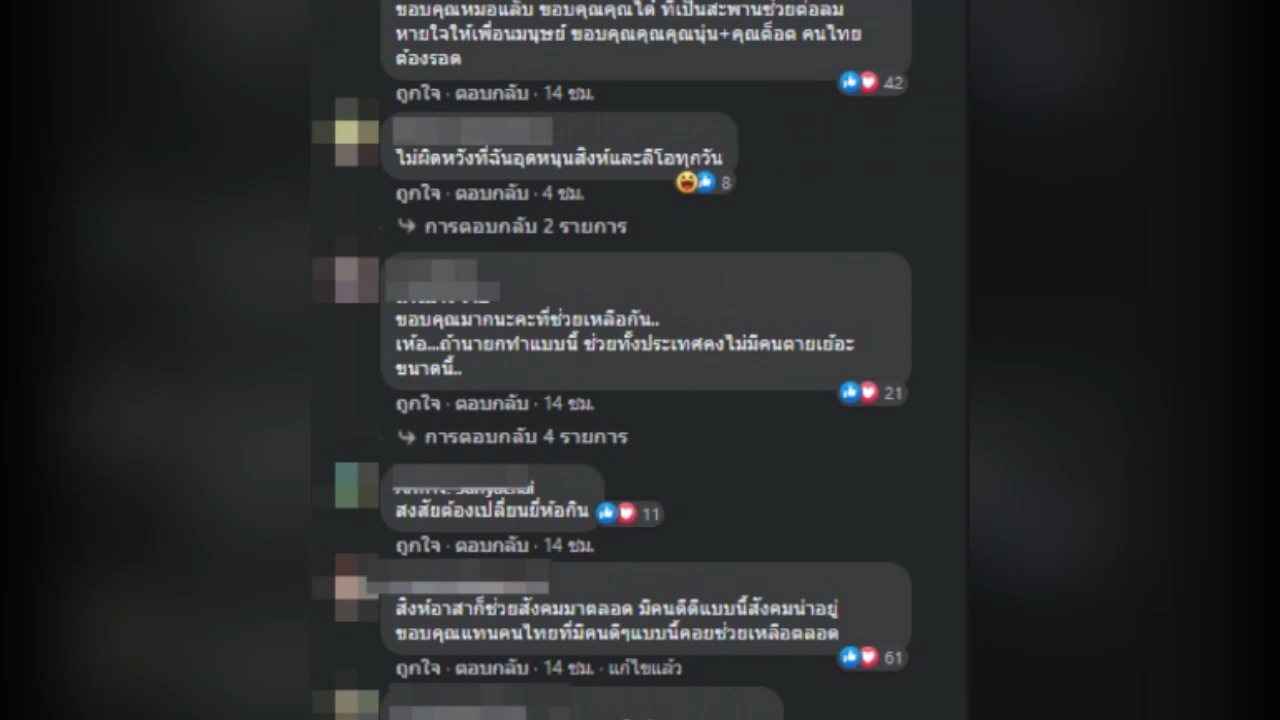 ขอบคุณหมอแล็บ ขอบคุณคุณได๋ ที่เป็นสะพานช่วยต่อลม
หายใจให้เพื่อนมนุษย์ ขอบคุณคุณคุณนุ่น+คุณต็อด คนไทย
ต้องรอด
42
ถูกใจ · ตอบกลับ · 14 ชม.
ไม่ผิดหวังที่ฉันอุดหนุนสิงห์และลีโอทุกวัน
8
ถูกใจ · ตอบกลับ · 4 ชม.
การตอบกลับ 2 รายการ
ขอบคุณมากนะคะที่ช่วยเหลือกัน..
เห้อ...ถ้านายกทำแบบนี้ ช่วยทั้งประเทศคงไม่มีคนตายเยอะ
ขนาดนี้..
21
ถูกใจ · ตอบกลับ · 14 ชม.
การตอบกลับ 4 รายการ
สงสัยต้องเปลี่ยนยี่ห้อกิน
11
ถูกใจ · ตอบกลับ · 14 ชม.
สิงห์อาสาก็ช่วยสังคมมาตลอด มีคนดีดีแบบนี้สังคมน่าอยู่
ขอบคุณแทนคนไทยที่มีคนดีๆแบบนี้คอยช่วยเหลือตลอด
61
ถูกใจ · ตอบกลับ · 14 ชม. · แก้ไขแล้ว